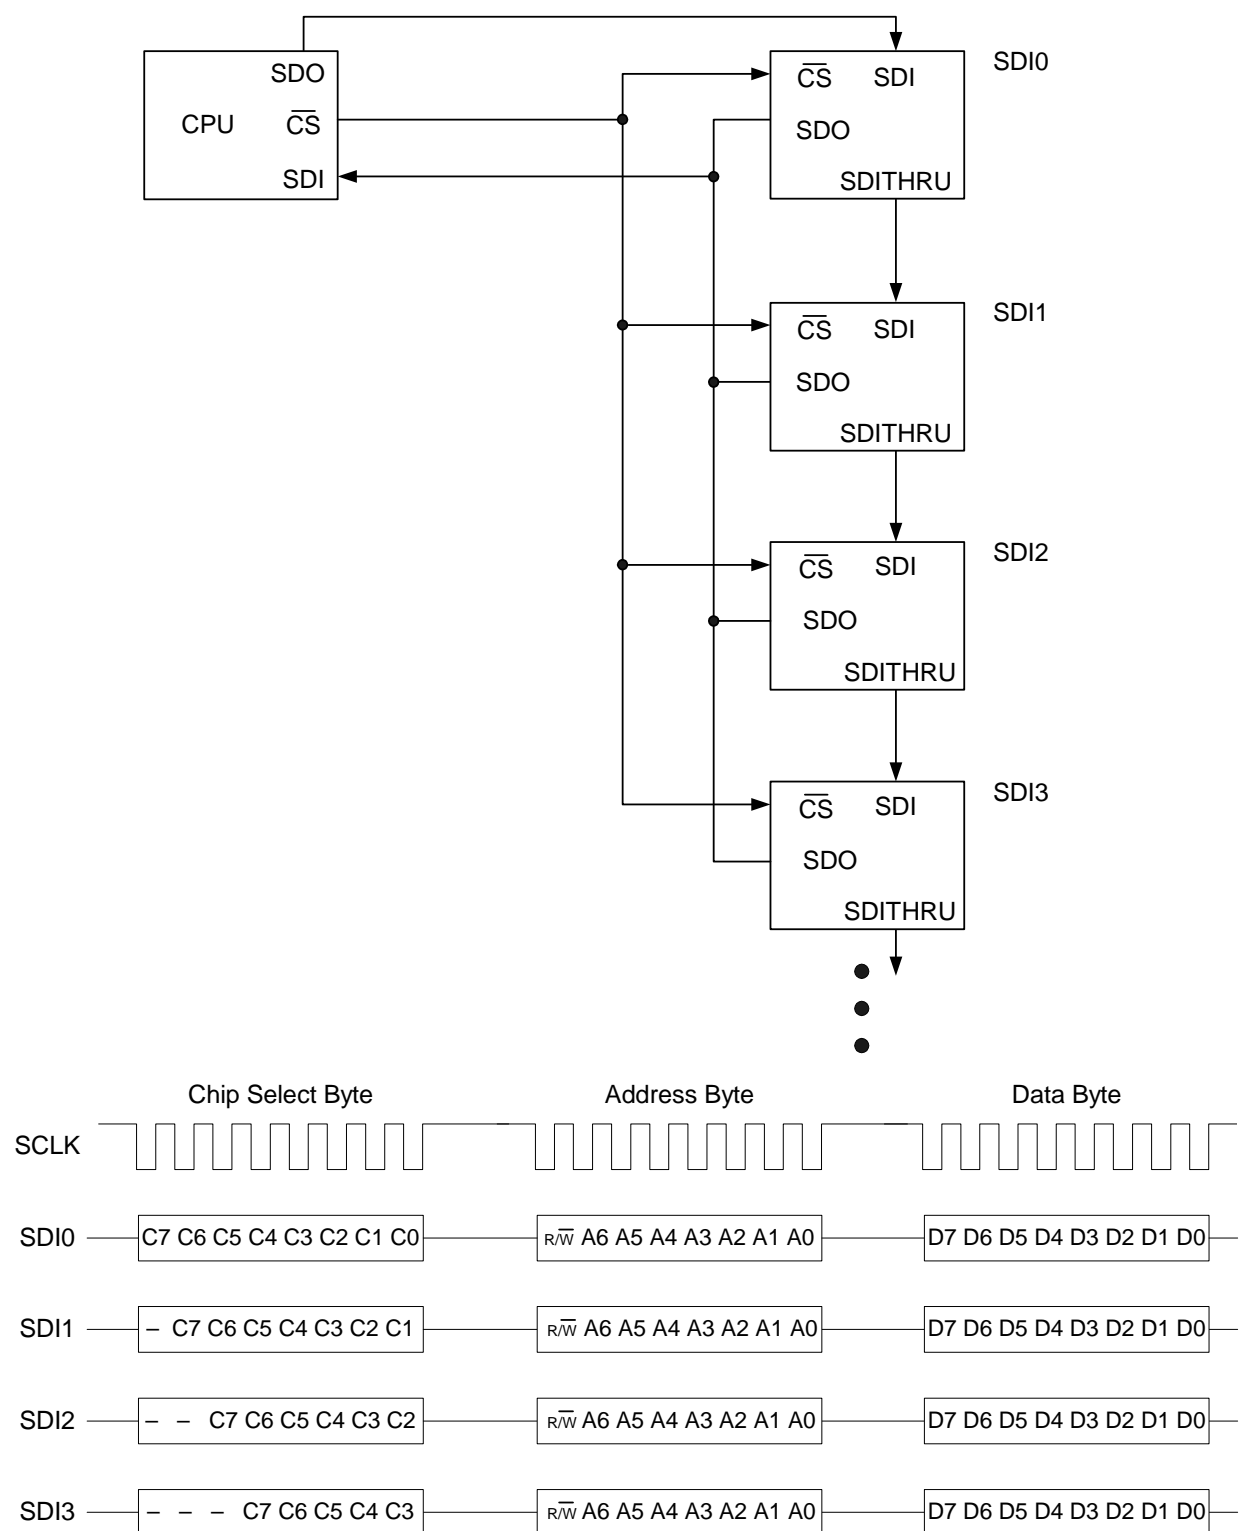 SDI0
SDO
C̅S̅ SDI
CPU C̅S̅
SDO
SDI
SDITHRU
SDI1
C̅S̅ SDI
SDO
SDITHRU
SDI2
C̅S̅ SDI
SDO
SDITHRU
SDI3
C̅S̅ SDI
SDO
SDITHRU
Chip Select Byte Address Byte Data Byte
SCLK
SDI0 C7 C6 C5 C4 C3 C2 C1 C0 R/W̅ A6 A5 A4 A3 A2 A1 A0 D7 D6 D5 D4 D3 D2 D1 D0
SDI1 – C7 C6 C5 C4 C3 C2 C1 R/W̅ A6 A5 A4 A3 A2 A1 A0 D7 D6 D5 D4 D3 D2 D1 D0
SDI2 – – C7 C6 C5 C4 C3 C2 R/W̅ A6 A5 A4 A3 A2 A1 A0 D7 D6 D5 D4 D3 D2 D1 D0
SDI3 – – – C7 C6 C5 C4 C3 R/W̅ A6 A5 A4 A3 A2 A1 A0 D7 D6 D5 D4 D3 D2 D1 D0